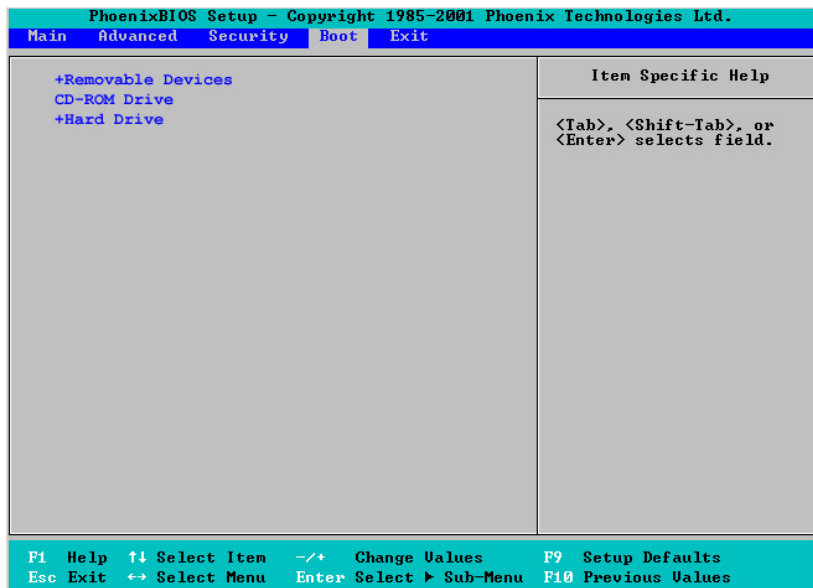 PhoenixBIOS Setup - Copyright 1985-2001 Phoenix Technologies Ltd.
Main Advanced Security Boot Exit
+Removable Devices
CD-ROM Drive
+Hard Drive
Item Specific Help
<Tab>, <Shift-Tab>, or
<Enter> selects field.
F1 Help ↑↓ Select Item -/+ Change Values F9 Setup Defaults
Esc Exit ↔ Select Menu Enter Select ▶ Sub-Menu F10 Previous Values